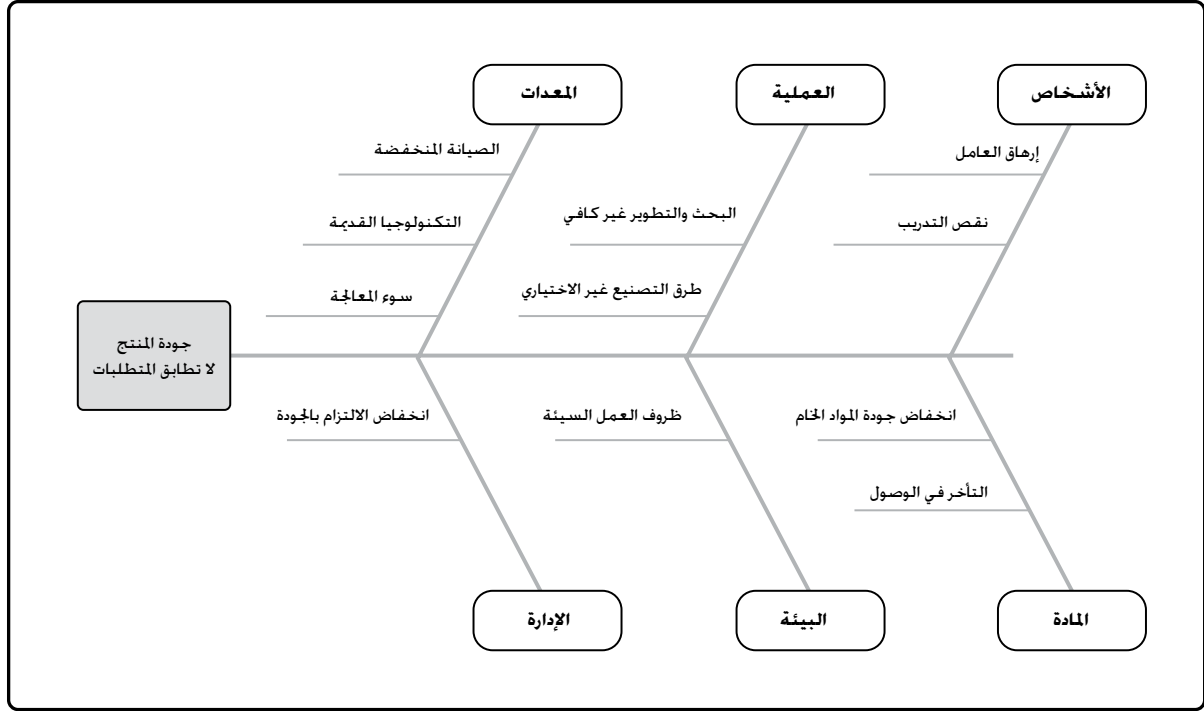 الأشخاص
العملية
المعدات
إرهاق العامل
نقص التدريب
البحث والتطوير غير كافي
طرق التصنيع غير الاختياري
الصيانة المنخفضة
التكنولوجيا القديمة
سوء المعالجة
جودة المنتج
لا تطابق المتطلبات
انخفاض جودة المواد الخام
التأخر في الوصول
ظروف العمل السيئة
انخفاض الالتزام بالجودة
المادة
البيئة
الإدارة